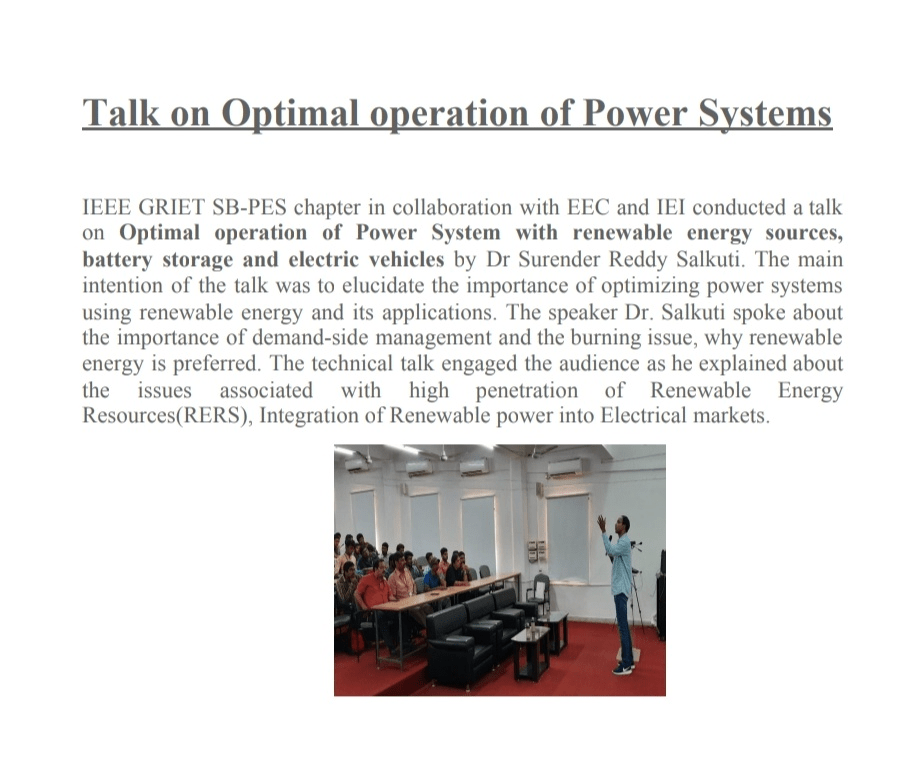 Talk on Optimal operation of Power Systems
IEEE GRIET SB-PES chapter in collaboration with EEC and IEI conducted a talk
on Optimal operation of Power System with renewable energy sources,
battery storage and electric vehicles by Dr Surender Reddy Salkuti. The main
intention of the talk was to elucidate the importance of optimizing power systems
using renewable energy and its applications. The speaker Dr. Salkuti spoke about
the importance of demand-side management and the burning issue, why renewable
energy is preferred. The technical talk engaged the audience as he explained about
the issues associated with high penetration of Renewable Energy
Resources(RERS), Integration of Renewable power into Electrical markets.